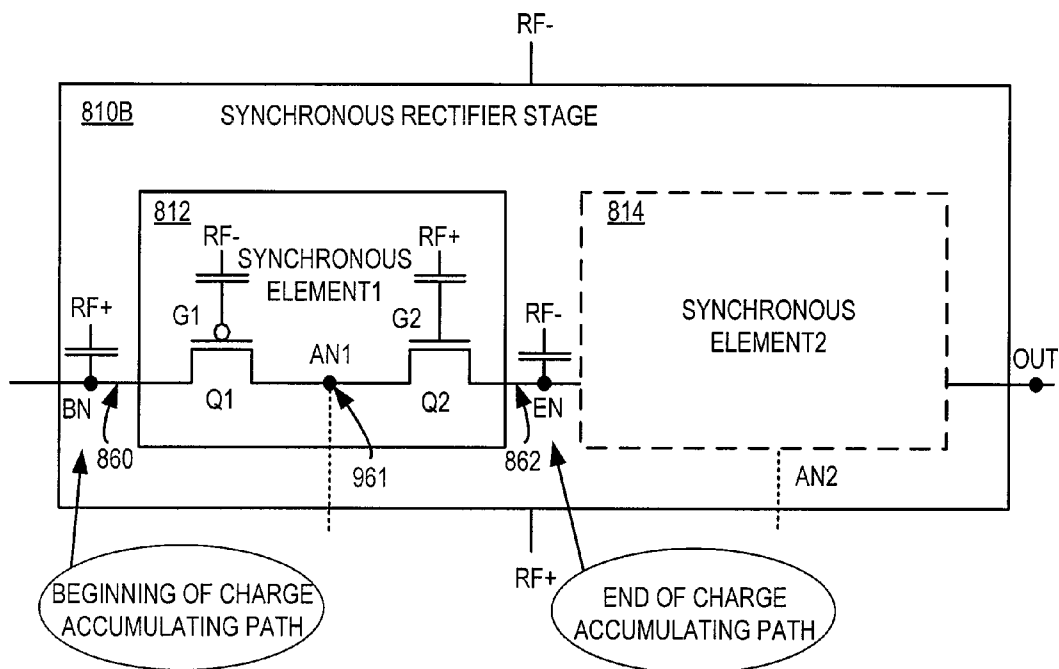 RF-
810B
SYNCHRONOUS RECTIFIER STAGE
812
814
RF-
RF+
SYNCHRONOUS
ELEMENT1
SYNCHRONOUS
ELEMENT2
RF+
G1
G2
RF-
AN1
OUT
BN
Q1
Q2
EN
860
961
862
AN2
RF+
BEGINNING OF CHARGE
ACCUMULATING PATH
END OF CHARGE
ACCUMULATING PATH